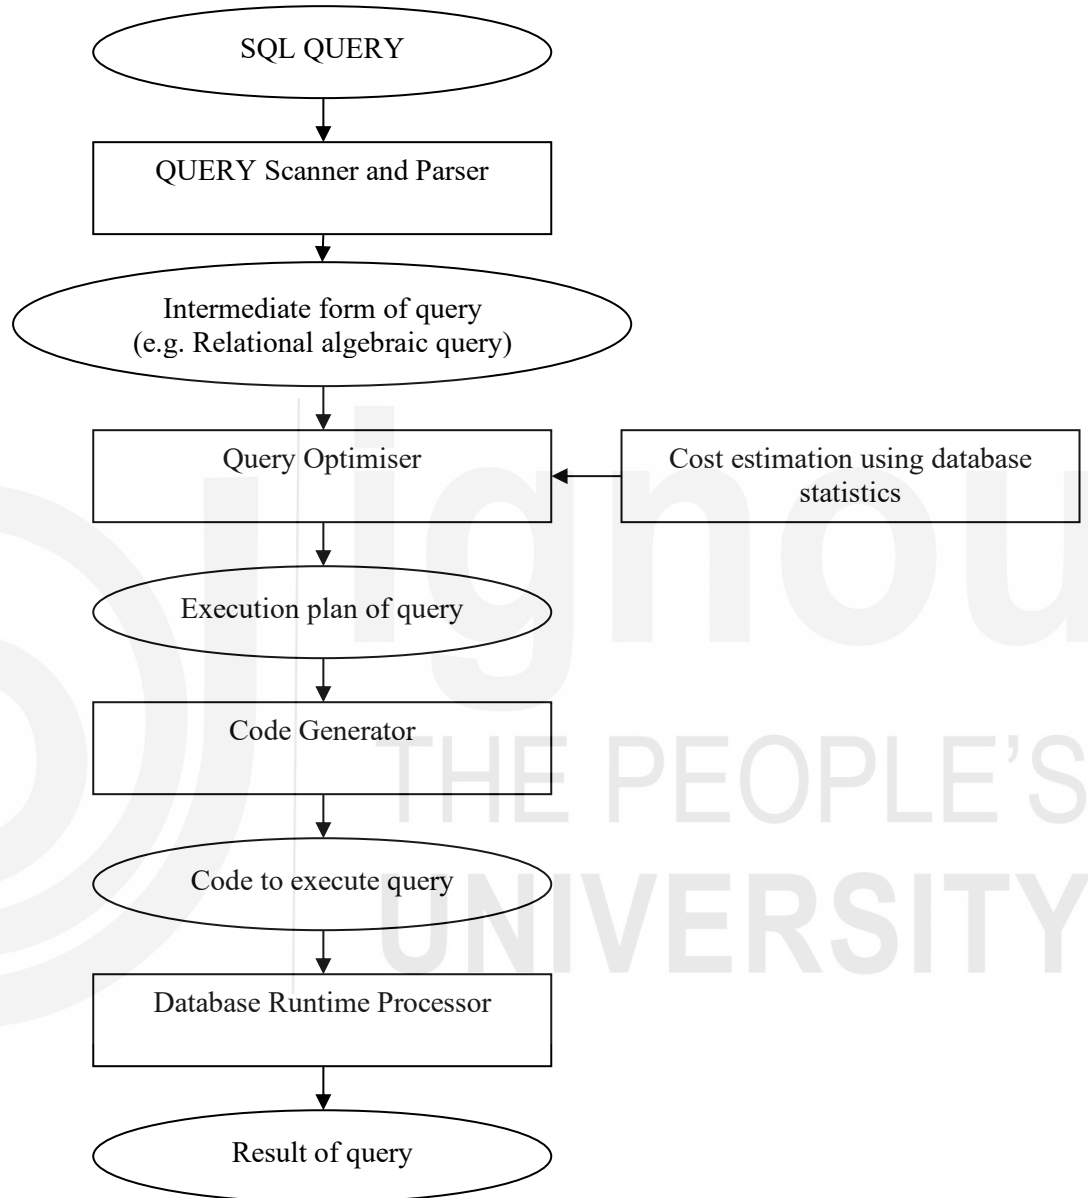 SQL QUERY
QUERY Scanner and Parser
Intermediate form of query
(e.g. Relational algebraic query)
Query Optimiser
Cost estimation using database
statistics
Execution plan of query
Code Generator
Code to execute query
Database Runtime Processor
Result of query
ignou
THE PEOPLE'S
UNIVERSITY